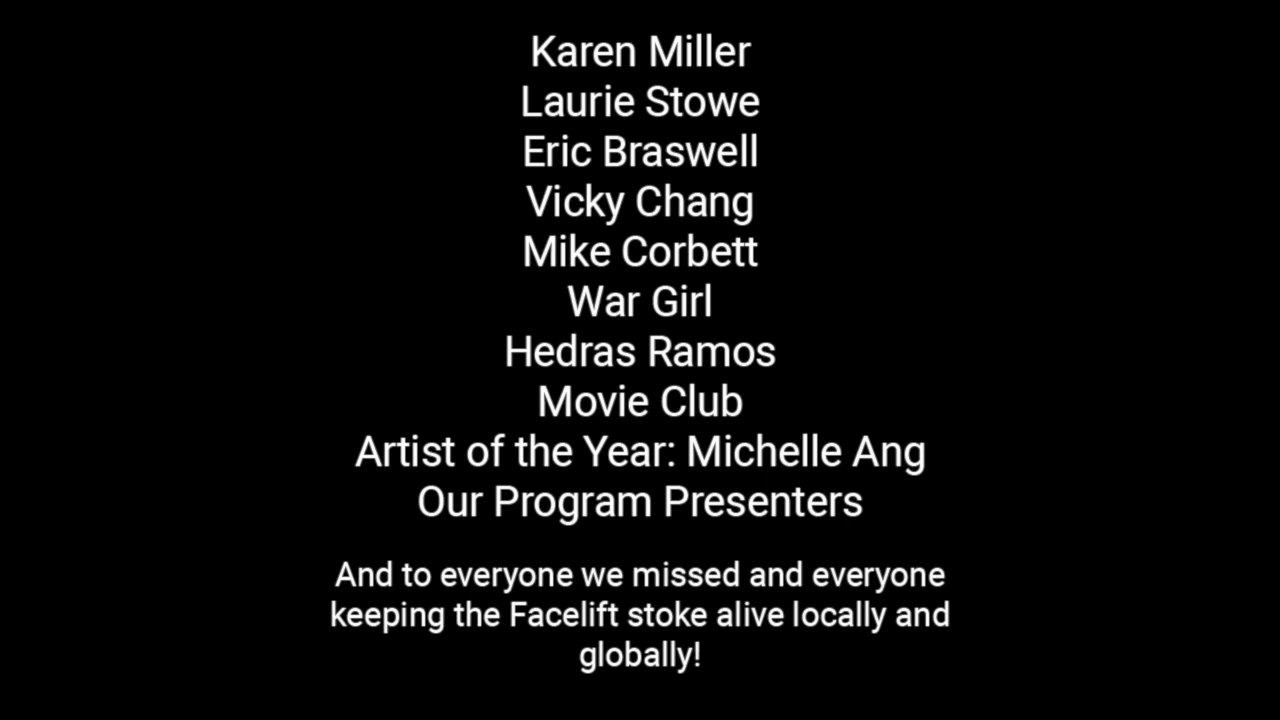 Karen Miller
Laurie Stowe
Eric Braswell
Vicky Chang
Mike Corbett
War Girl
Hedras Ramos
Movie Club
Artist of the Year: Michelle Ang
Our Program Presenters
And to everyone we missed and everyone
keeping the Facelift stoke alive locally and
globally!